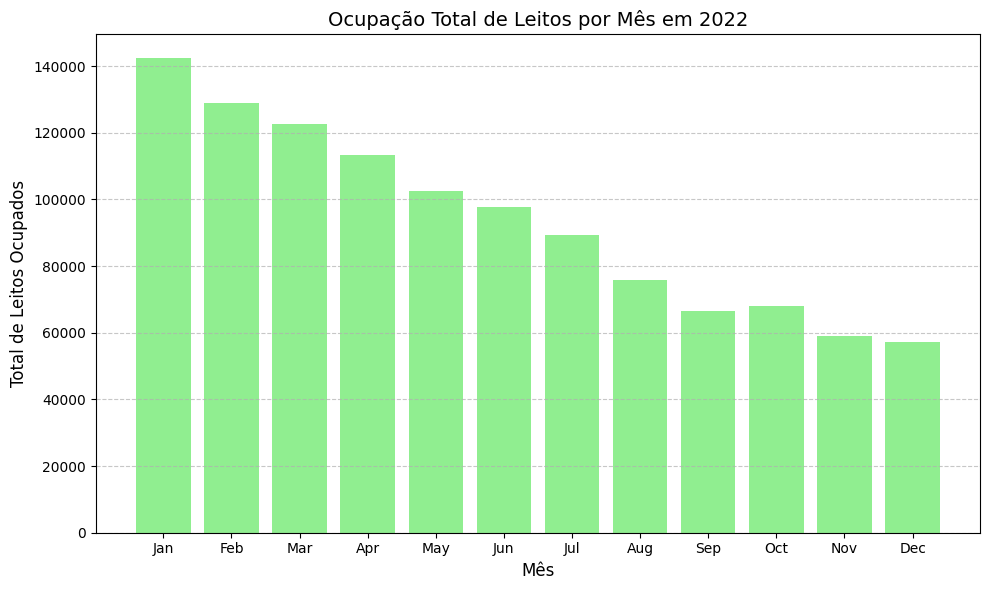 Ocupação Total de Leitos por Mês em 2022
Total de Leitos Ocupados
140000
120000
100000
80000
60000
40000
20000
0
Jan Feb Mar Apr May Jun Jul Aug Sep Oct Nov Dec
Mês